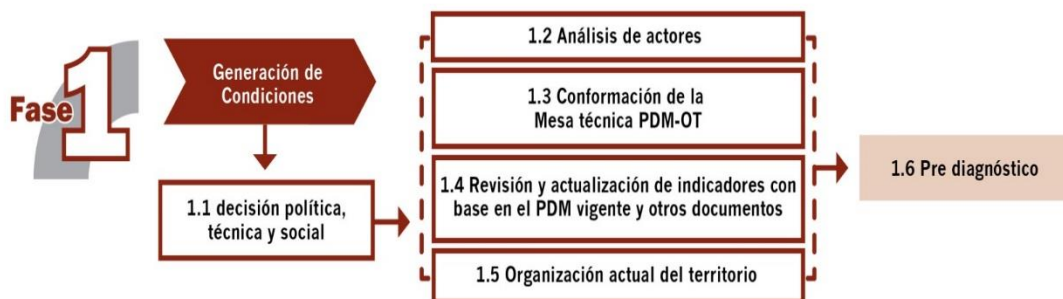 Fase 1
Generación de
Condiciones
1.1 decisión política,
técnica y social
1.2 Análisis de actores
1.3 Conformación de la
Mesa técnica PDM-OT
1.4 Revisión y actualización de indicadores con
base en el PDM vigente y otros documentos
1.5 Organización actual del territorio
1.6 Pre diagnóstico